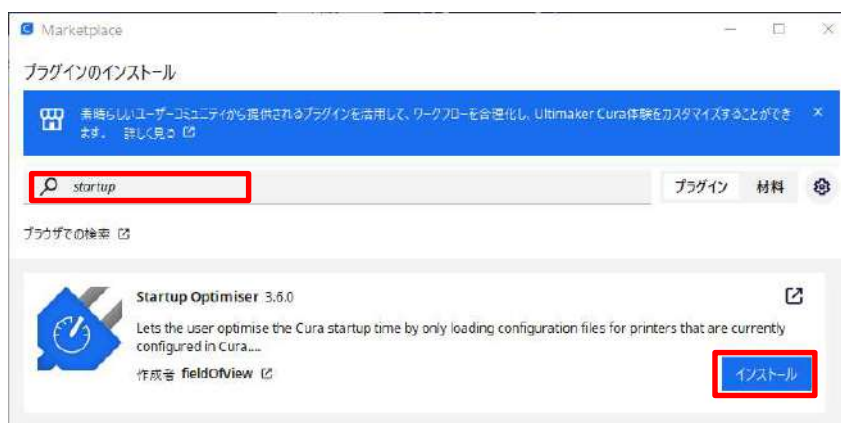 Marketplace
プラグインのインストール
素晴らしいユーザーコミュニティから提供されるプラグインを活用して、ワークフローを合理化し、Ultimaker Cura体験をカスタマイズすることができ
ます。 詳しく見る
startup
プラグイン 材料
ブラウザでの検索
Startup Optimiser 3.6.0
Lets the user optimise the Cura startup time by only loading configuration files for printers that are currently
configured in Cura....
作成者 fieldOfView
インストール